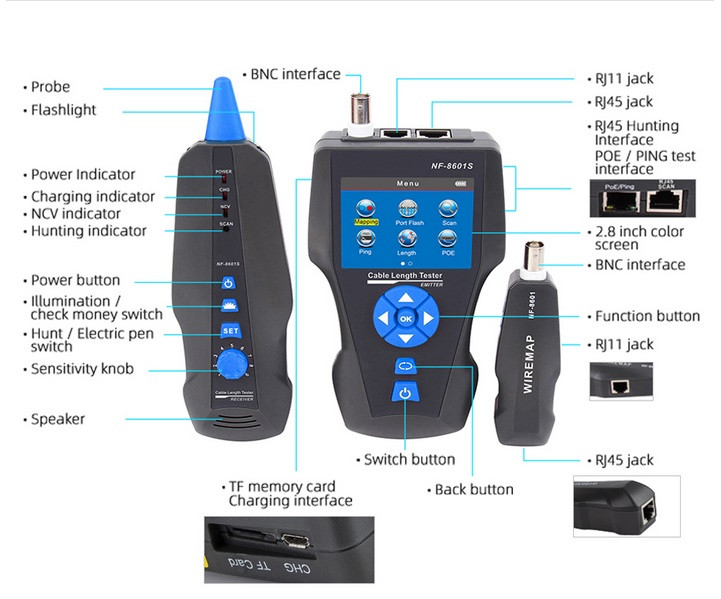 • Probe
• Flashlight
• Power Indicator
• Charging indicator
• NCV indicator
• Hunting indicator
• Power button
• Illumination /
check money switch
• Hunt / Electric pen
switch
• Sensitivity knob
• Speaker
POWER
CHG
NCV
SCAN
NF-8601S
SET
Cable Length Tester
RECEIVER
• BNC interface
NF-8601S
Menu
Mapping
Port Flash
Scan
Ping
Length
POE
Cable Length Tester
EMITTER
OK
• Switch button
• Back button
• TF memory card
Charging interface
TF Card
CHG
• RJ11 jack
• RJ45 jack
• RJ45 Hunting
Interface
POE / PING test
interface
PoE/Ping
RJ45
SCAN
• 2.8 inch color
screen
• BNC interface
• Function button
• RJ11 jack
• RJ45 jack
NF-8601
WIREMAP